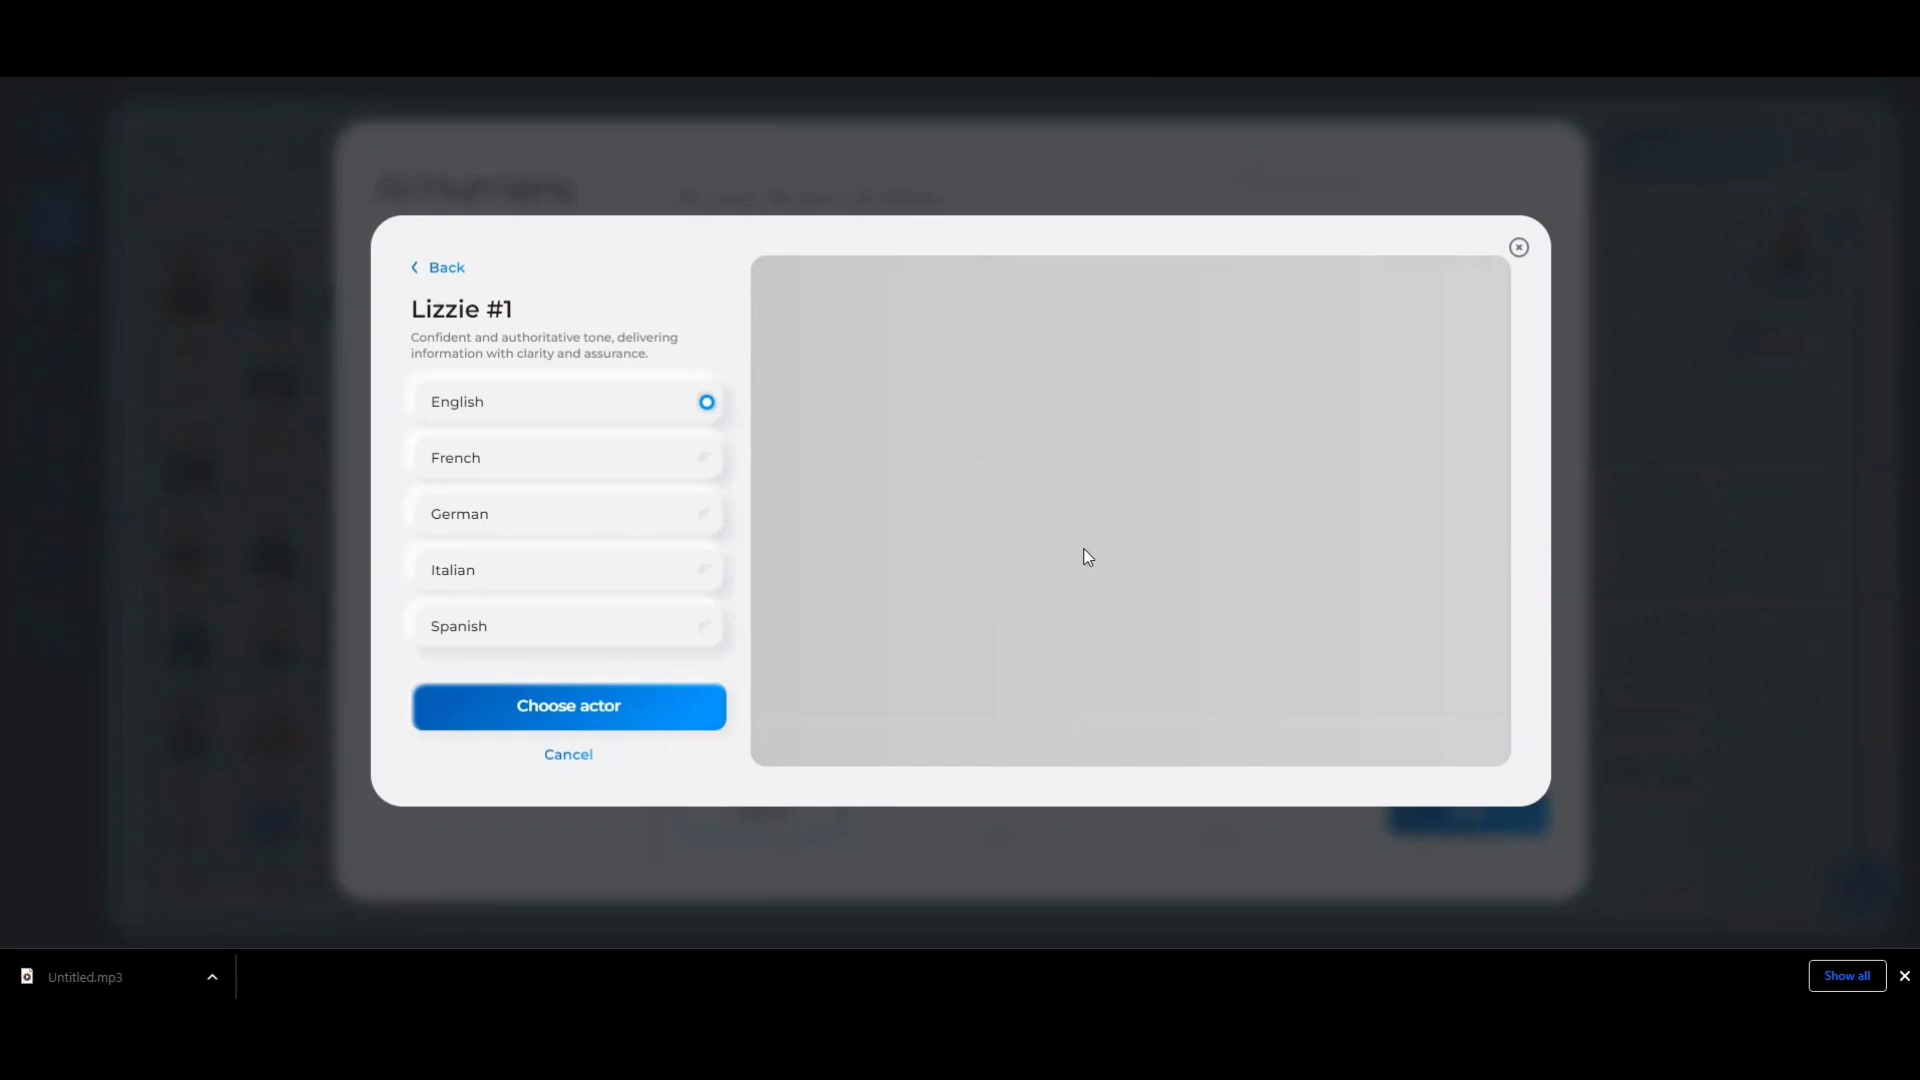 Back
Lizzie #1
Confident and authoritative tone, delivering
information with clarity and assurance.
English
French
German
Italian
Spanish
Choose actor
Cancel
Untitled.mp3
Show all